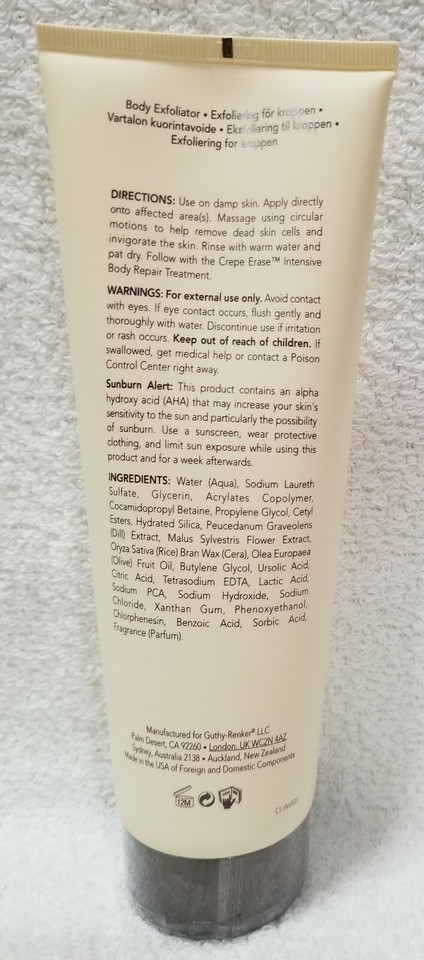 Body Exfoliator • Exfoliering för kroppen •
Vartalon kuorintavoide • Eksfoliering til kroppen •
Exfoliering for kroppen
DIRECTIONS: Use on damp skin. Apply directly
onto affected area(s). Massage using circular
motions to help remove dead skin cells and
invigorate the skin. Rinse with warm water and
pat dry. Follow with the Crepe Erase™ Intensive
Body Repair Treatment.
WARNINGS: For external use only. Avoid contact
with eyes. If eye contact occurs, flush gently and
thoroughly with water. Discontinue use if irritation
or rash occurs. Keep out of reach of children. If
swallowed, get medical help or contact a Poison
Control Center right away.
Sunburn Alert: This product contains an alpha
hydroxy acid (AHA) that may increase your skin's
sensitivity to the sun and particularly the possibility
of sunburn. Use a sunscreen, wear protective
clothing, and limit sun exposure while using this
product and for a week afterwards.
INGREDIENTS: Water (Aqua), Sodium Laureth
Sulfate, Glycerin, Acrylates Copolymer,
Cocamidopropyl Betaine, Propylene Glycol, Cetyl
Esters, Hydrated Silica, Peucedanum Graveolens
(Dill) Extract, Malus Sylvestris Flower Extract,
Oryza Sativa (Rice) Bran Wax (Cera), Olea Europaea
(Olive) Fruit Oil, Butylene Glycol, Ursolic Acid,
Citric Acid, Tetrasodium EDTA, Lactic Acid,
Sodium PCA, Sodium Hydroxide, Sodium
Chloride, Xanthan Gum, Phenoxyethanol,
Chlorphenesin, Benzoic Acid, Sorbic Acid,
Fragrance (Parfum).
Manufactured for Guthy-Renker® LLC
Palm Desert, CA 92260 • London, UK WC2N 4AZ
Sydney, Australia 2138 • Auckland, New Zealand
Made in the USA of Foreign and Domestic Components
12M